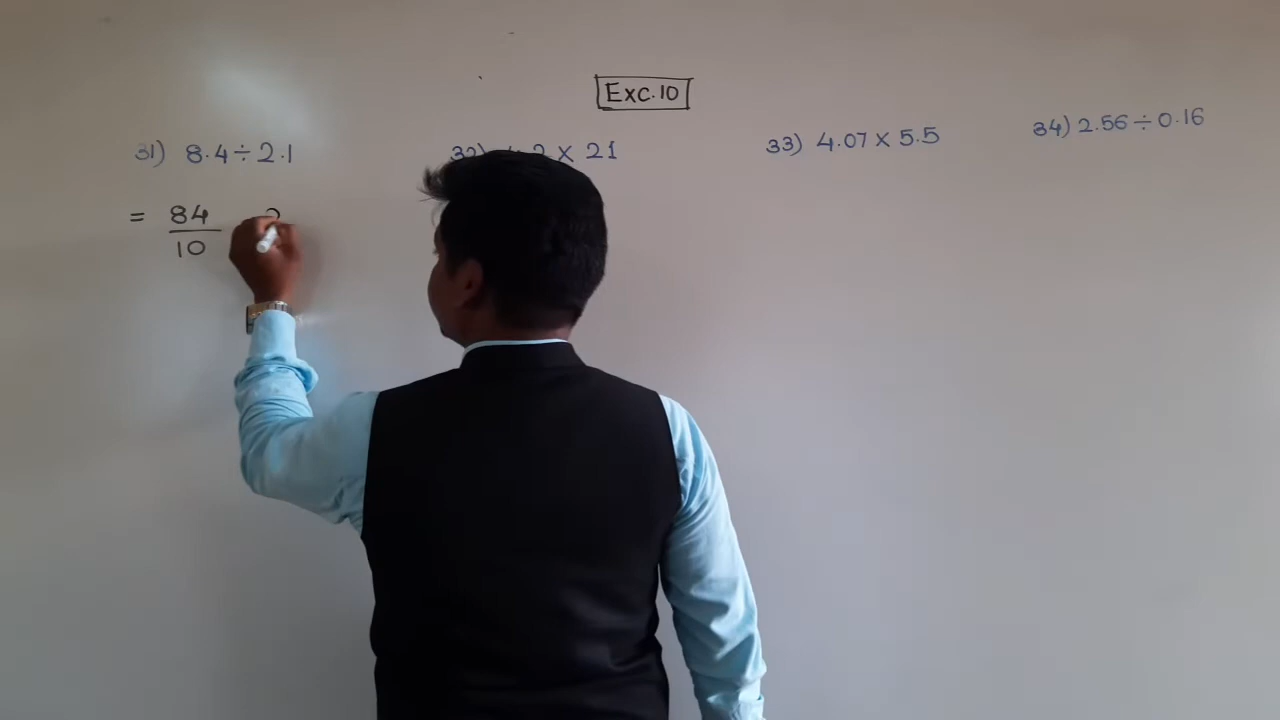 Exc.10
31) 8.4÷2.1
32) 4.2 x 21
33) 4.07 x 5.5
34) 2.56÷0.16
= 84
10